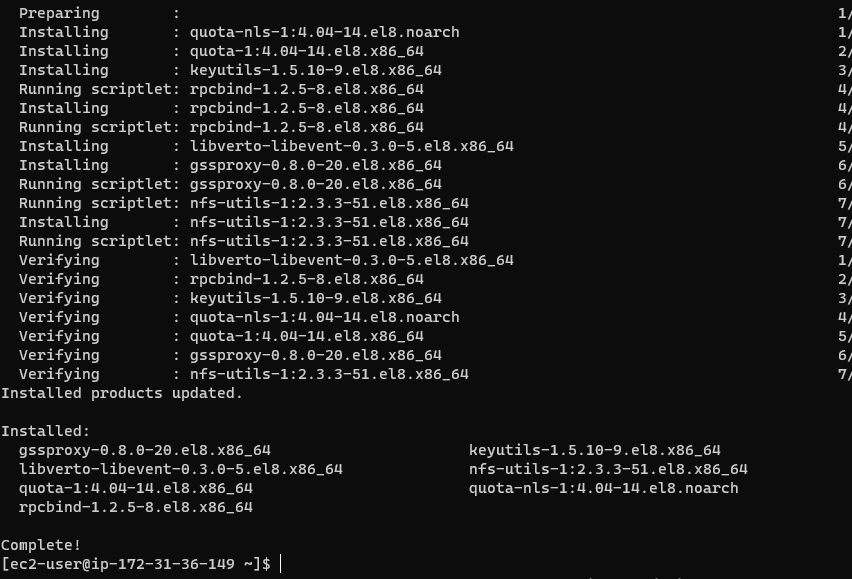 Preparing        :                                                                        1/
Installing       : quota-nls-1:4.04-14.el8.noarch                                         1/
Installing       : quota-1:4.04-14.el8.x86_64                                             2/
Installing       : keyutils-1.5.10-9.el8.x86_64                                           3/
Running scriptlet: rpcbind-1.2.5-8.el8.x86_64                                             4/
Installing       : rpcbind-1.2.5-8.el8.x86_64                                             4/
Running scriptlet: rpcbind-1.2.5-8.el8.x86_64                                             4/
Installing       : libverto-libevent-0.3.0-5.el8.x86_64                                   5/
Installing       : gssproxy-0.8.0-20.el8.x86_64                                           6/
Running scriptlet: gssproxy-0.8.0-20.el8.x86_64                                           6/
Running scriptlet: nfs-utils-1:2.3.3-51.el8.x86_64                                        7/
Installing       : nfs-utils-1:2.3.3-51.el8.x86_64                                        7/
Running scriptlet: nfs-utils-1:2.3.3-51.el8.x86_64                                        7/
Verifying        : libverto-libevent-0.3.0-5.el8.x86_64                                   1/
Verifying        : rpcbind-1.2.5-8.el8.x86_64                                             2/
Verifying        : keyutils-1.5.10-9.el8.x86_64                                           3/
Verifying        : quota-nls-1:4.04-14.el8.noarch                                         4/
Verifying        : quota-1:4.04-14.el8.x86_64                                             5/
Verifying        : gssproxy-0.8.0-20.el8.x86_64                                           6/
Verifying        : nfs-utils-1:2.3.3-51.el8.x86_64                                        7/
Installed products updated.

Installed:
  gssproxy-0.8.0-20.el8.x86_64                      keyutils-1.5.10-9.el8.x86_64
  libverto-libevent-0.3.0-5.el8.x86_64              nfs-utils-1:2.3.3-51.el8.x86_64
  quota-1:4.04-14.el8.x86_64                        quota-nls-1:4.04-14.el8.noarch
  rpcbind-1.2.5-8.el8.x86_64

Complete!
[ec2-user@ip-172-31-36-149 ~]$